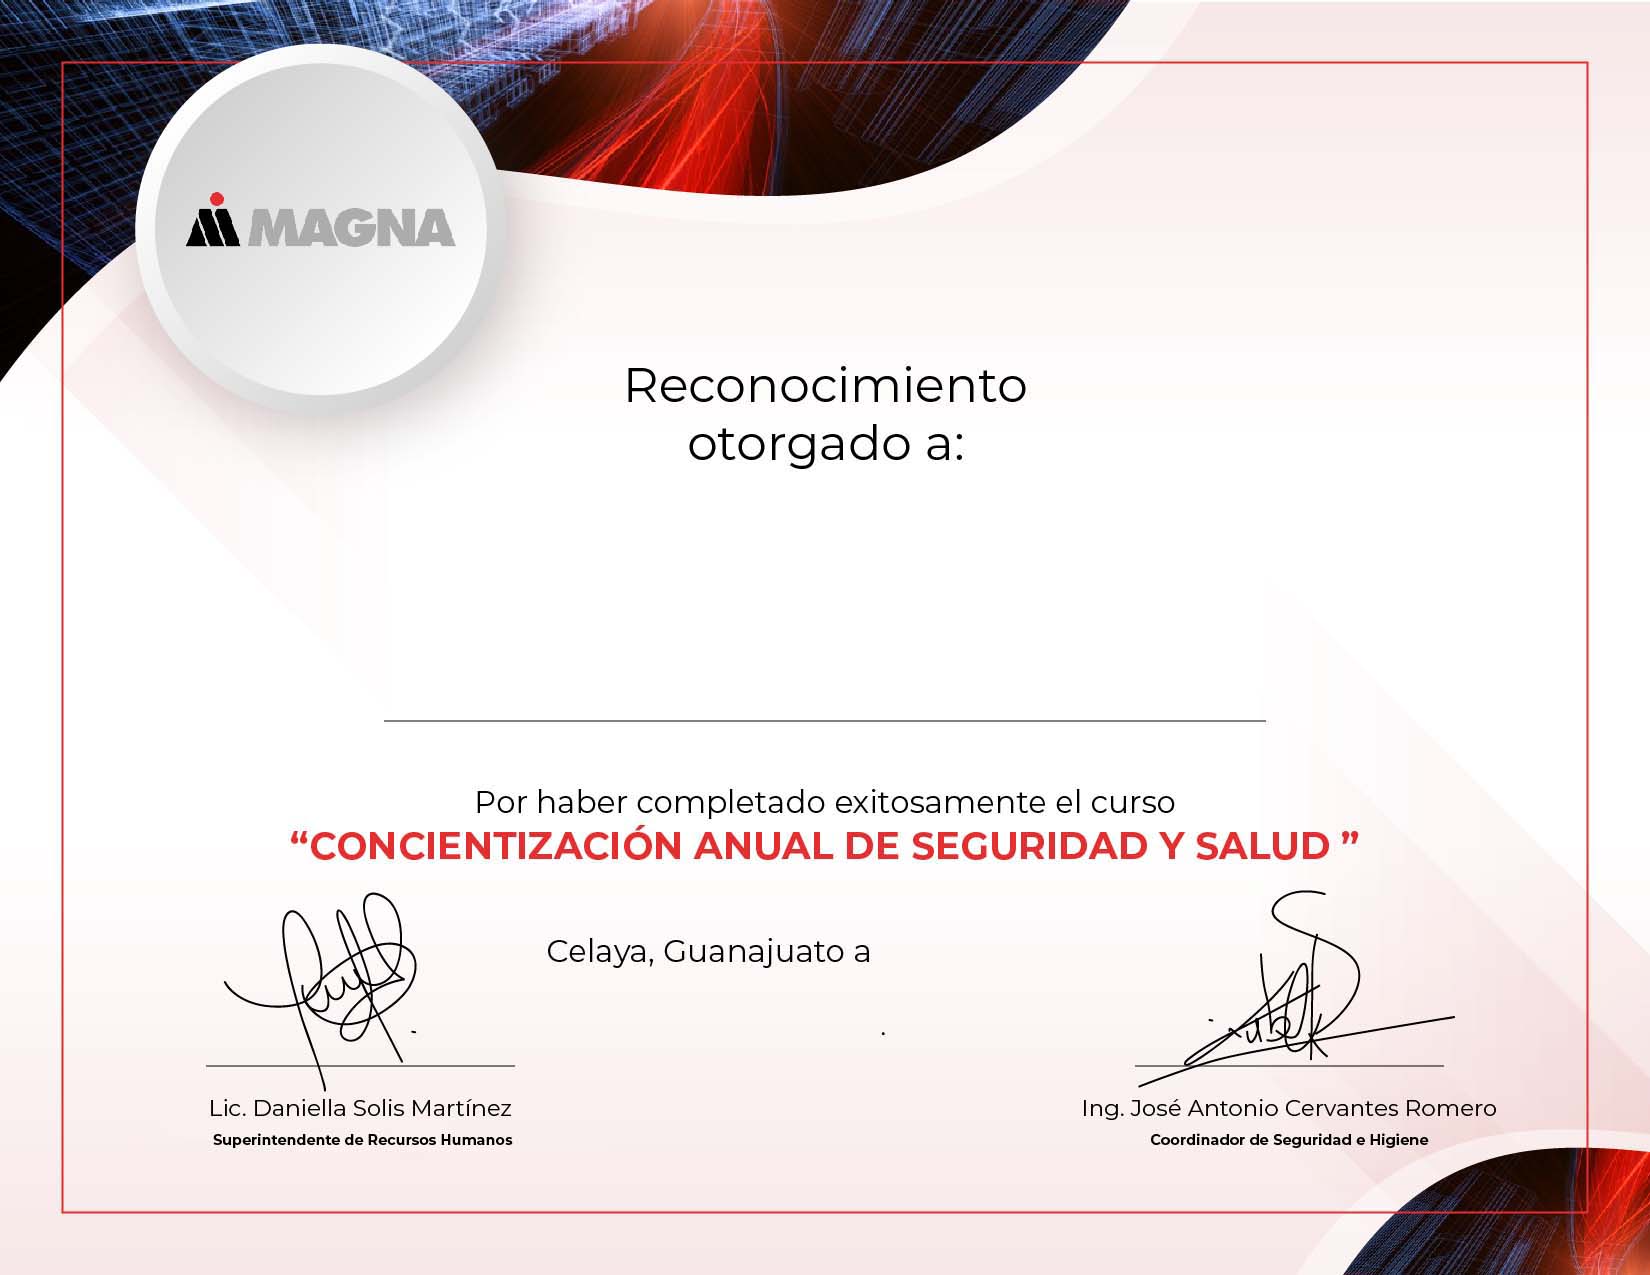 MAGNA
Reconocimiento
otorgado a:
Por haber completado exitosamente el curso
“CONCIENTIZACIÓN ANUAL DE SEGURIDAD Y SALUD ”
Celaya, Guanajuato a
.
Lic. Daniella Solis Martínez
Superintendente de Recursos Humanos
Ing. José Antonio Cervantes Romero
Coordinador de Seguridad e Higiene